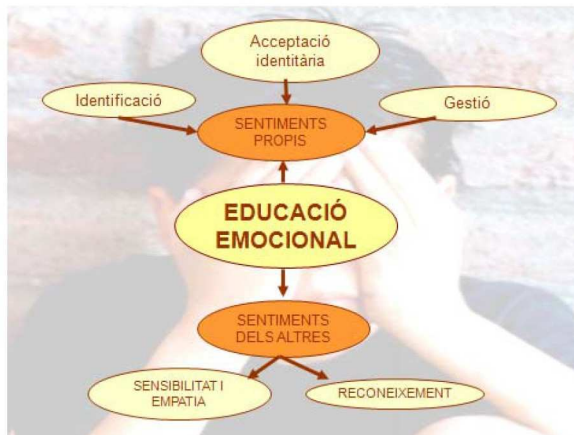 Acceptació
identitària
Identificació
Gestió
SENTIMENTS
PROPIS
EDUCACIÓ
EMOCIONAL
SENTIMENTS
DELS ALTRES
SENSIBILITAT I
EMPATIA
RECONEIXEMENT